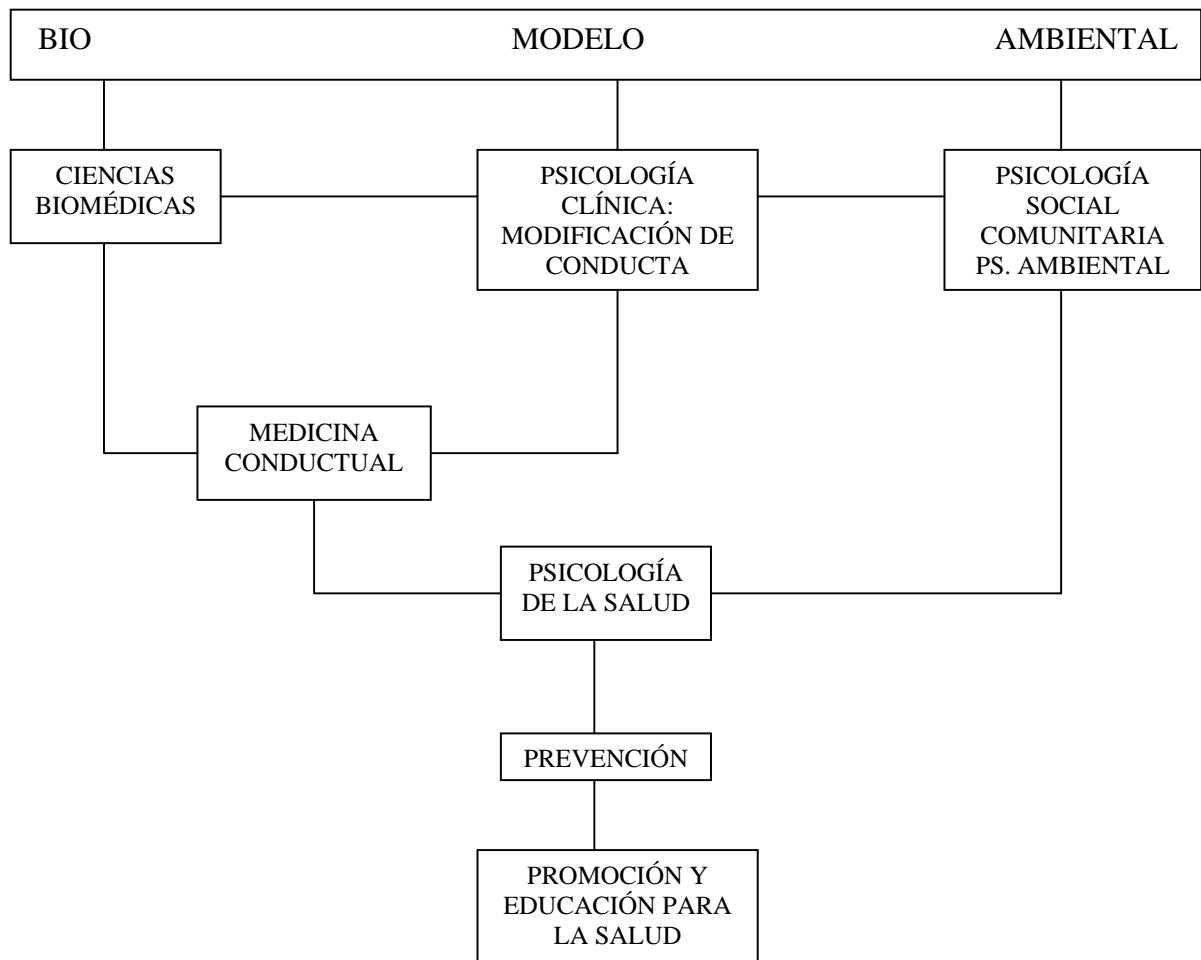 BIO MODELO AMBIENTAL
CIENCIAS
BIOMÉDICAS
PSICOLOGÍA
CLÍNICA:
MODIFICACIÓN DE
CONDUCTA
PSICOLOGÍA
SOCIAL
COMUNITARIA
PS. AMBIENTAL
MEDICINA
CONDUCTUAL
PSICOLOGÍA
DE LA SALUD
PREVENCIÓN
PROMOCIÓN Y
EDUCACIÓN PARA
LA SALUD